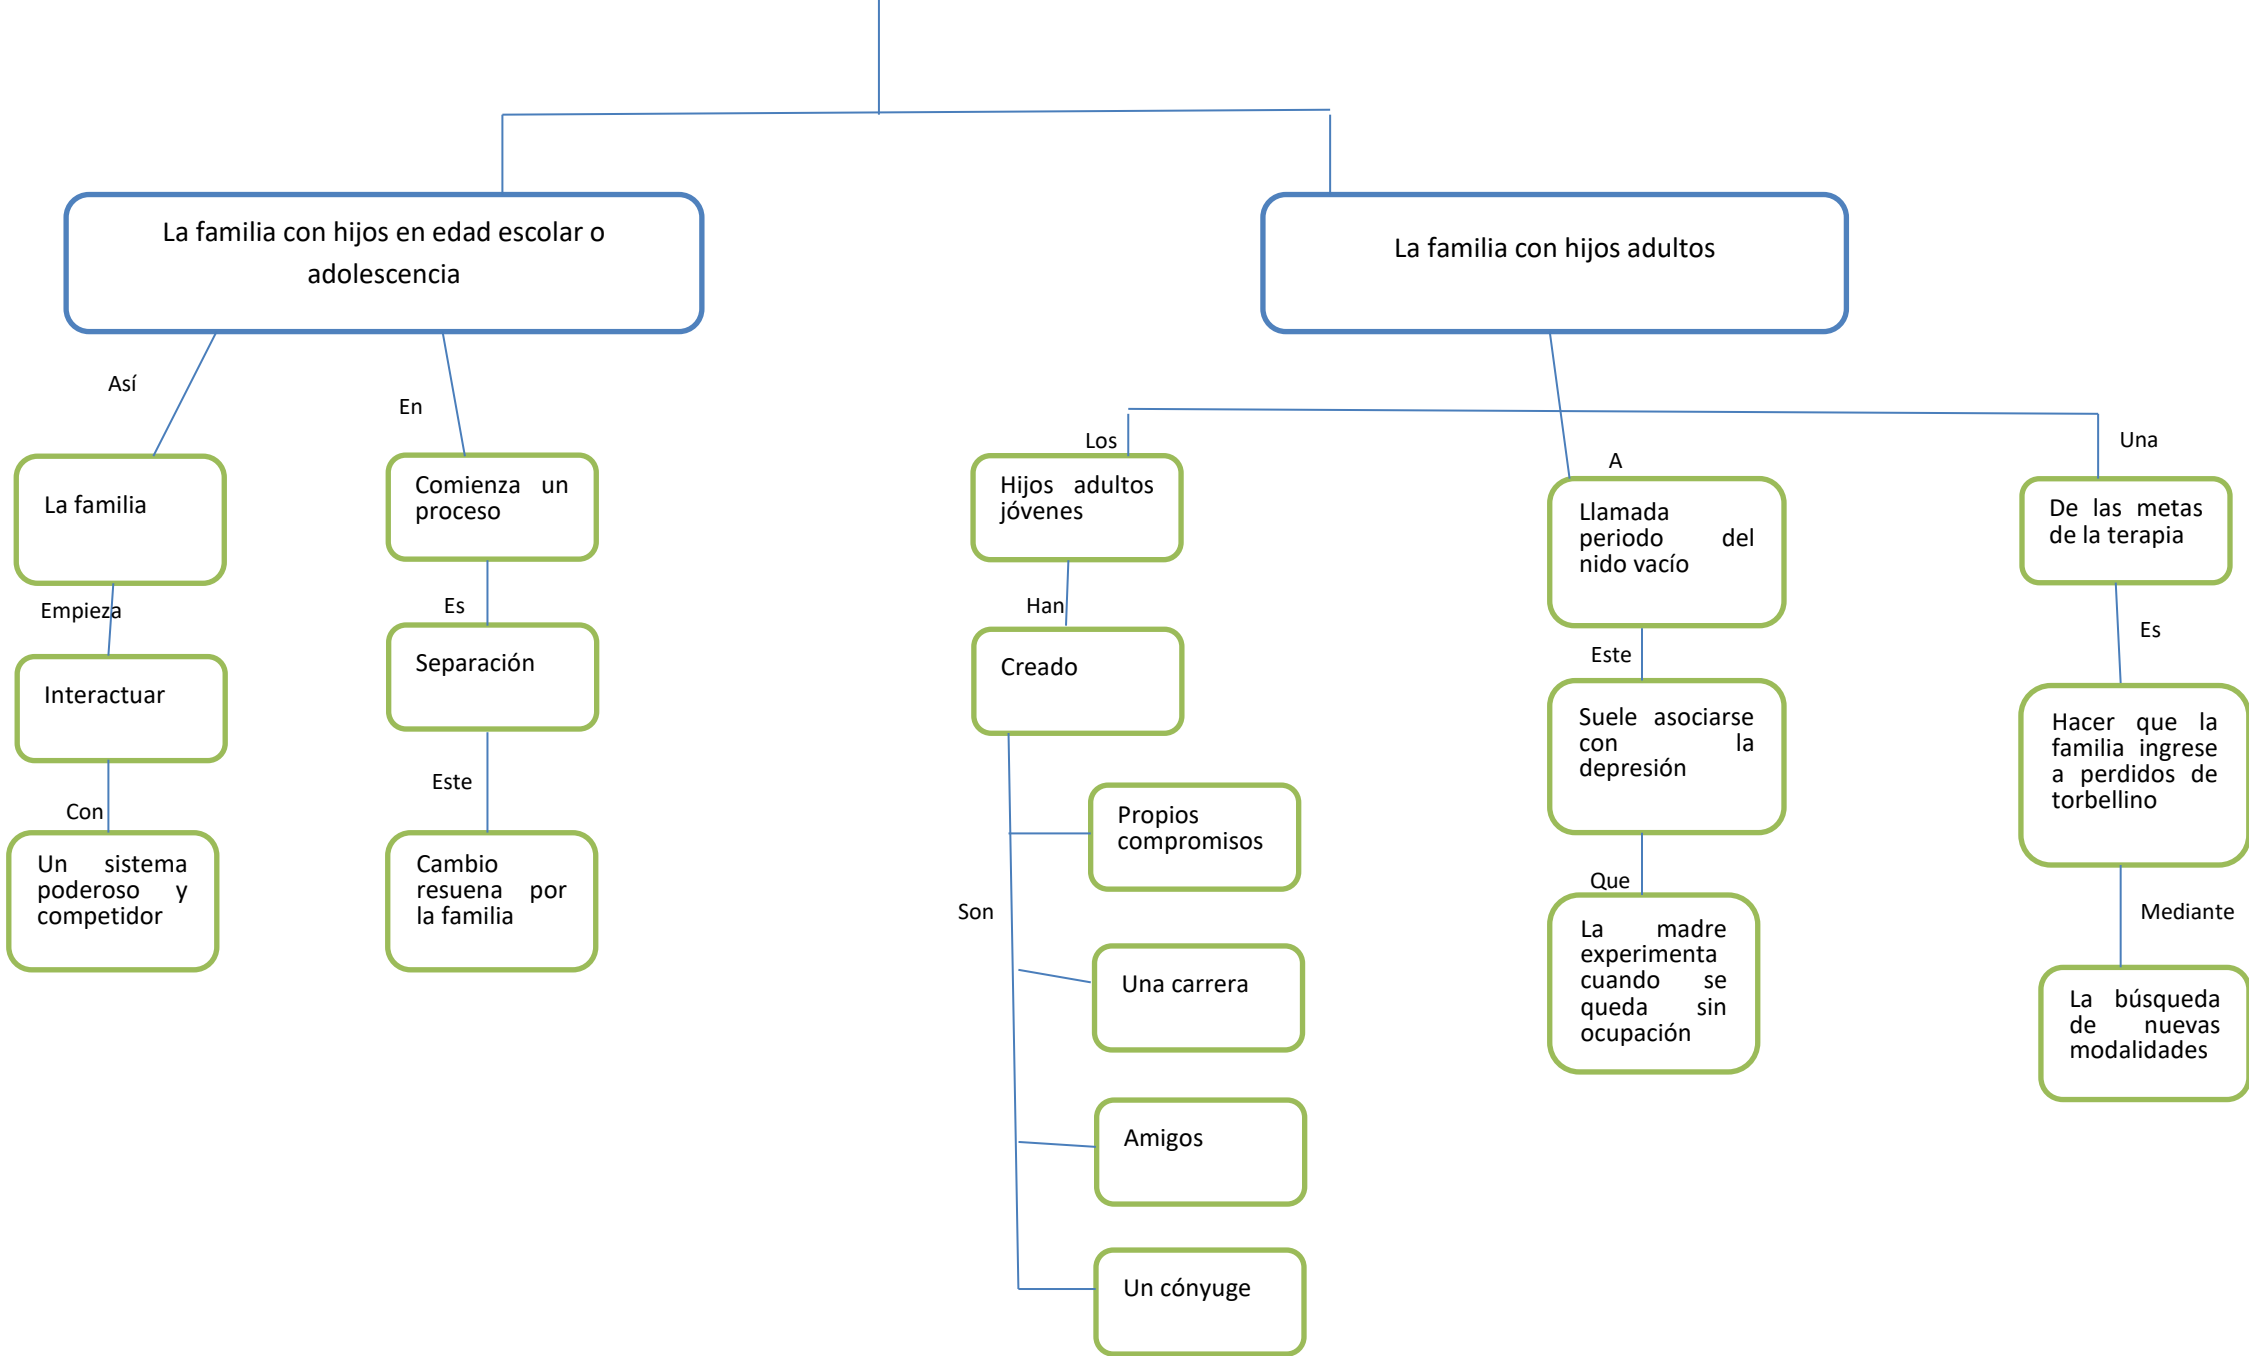 La familia con hijos en edad escolar o
adolescencia
La familia con hijos adultos
Así
En
La familia
Empieza
Interactuar
Con
Un sistema
poderoso y
competidor
Comienza un
proceso
Es
Separación
Este
Cambio
resuena por
la familia
Los
Hijos adultos
jóvenes
Han
Creado
Son
Propios
compromisos
Una carrera
Amigos
Un cónyuge
A
Llamada
periodo del
nido vacío
Este
Suele asociarse
con la
depresión
Que
La madre
experimenta
cuando se
queda sin
ocupación
Una
De las metas
de la terapia
Es
Hacer que la
familia ingrese
a perdidos de
torbellino
Mediante
La búsqueda
de nuevas
modalidades